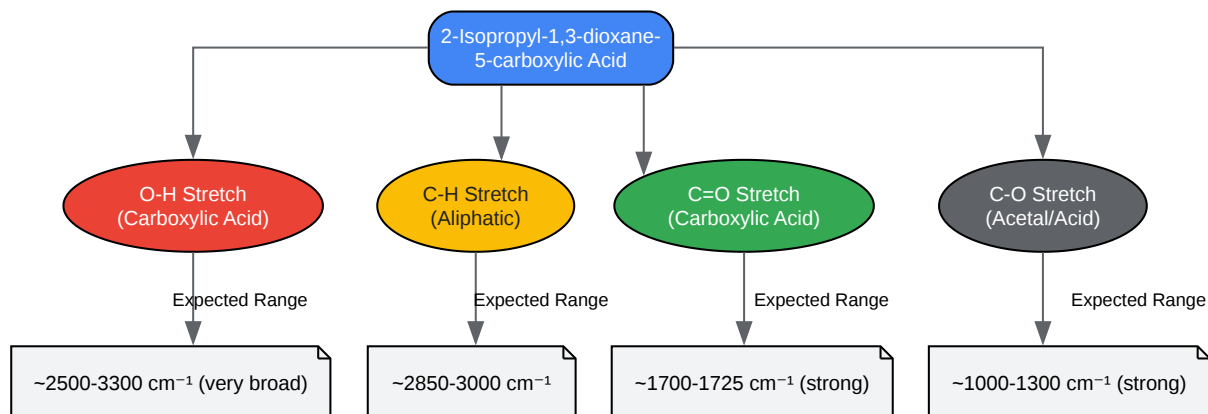 2-Isopropyl-1,3-dioxane-
5-carboxylic Acid
O-H Stretch
(Carboxylic Acid)
C-H Stretch
(Aliphatic)
C=O Stretch
(Carboxylic Acid)
C-O Stretch
(Acetal/Acid)
Expected Range
Expected Range
Expected Range
Expected Range
~2500-3300 cm⁻¹ (very broad)
~2850-3000 cm⁻¹
~1700-1725 cm⁻¹ (strong)
~1000-1300 cm⁻¹ (strong)